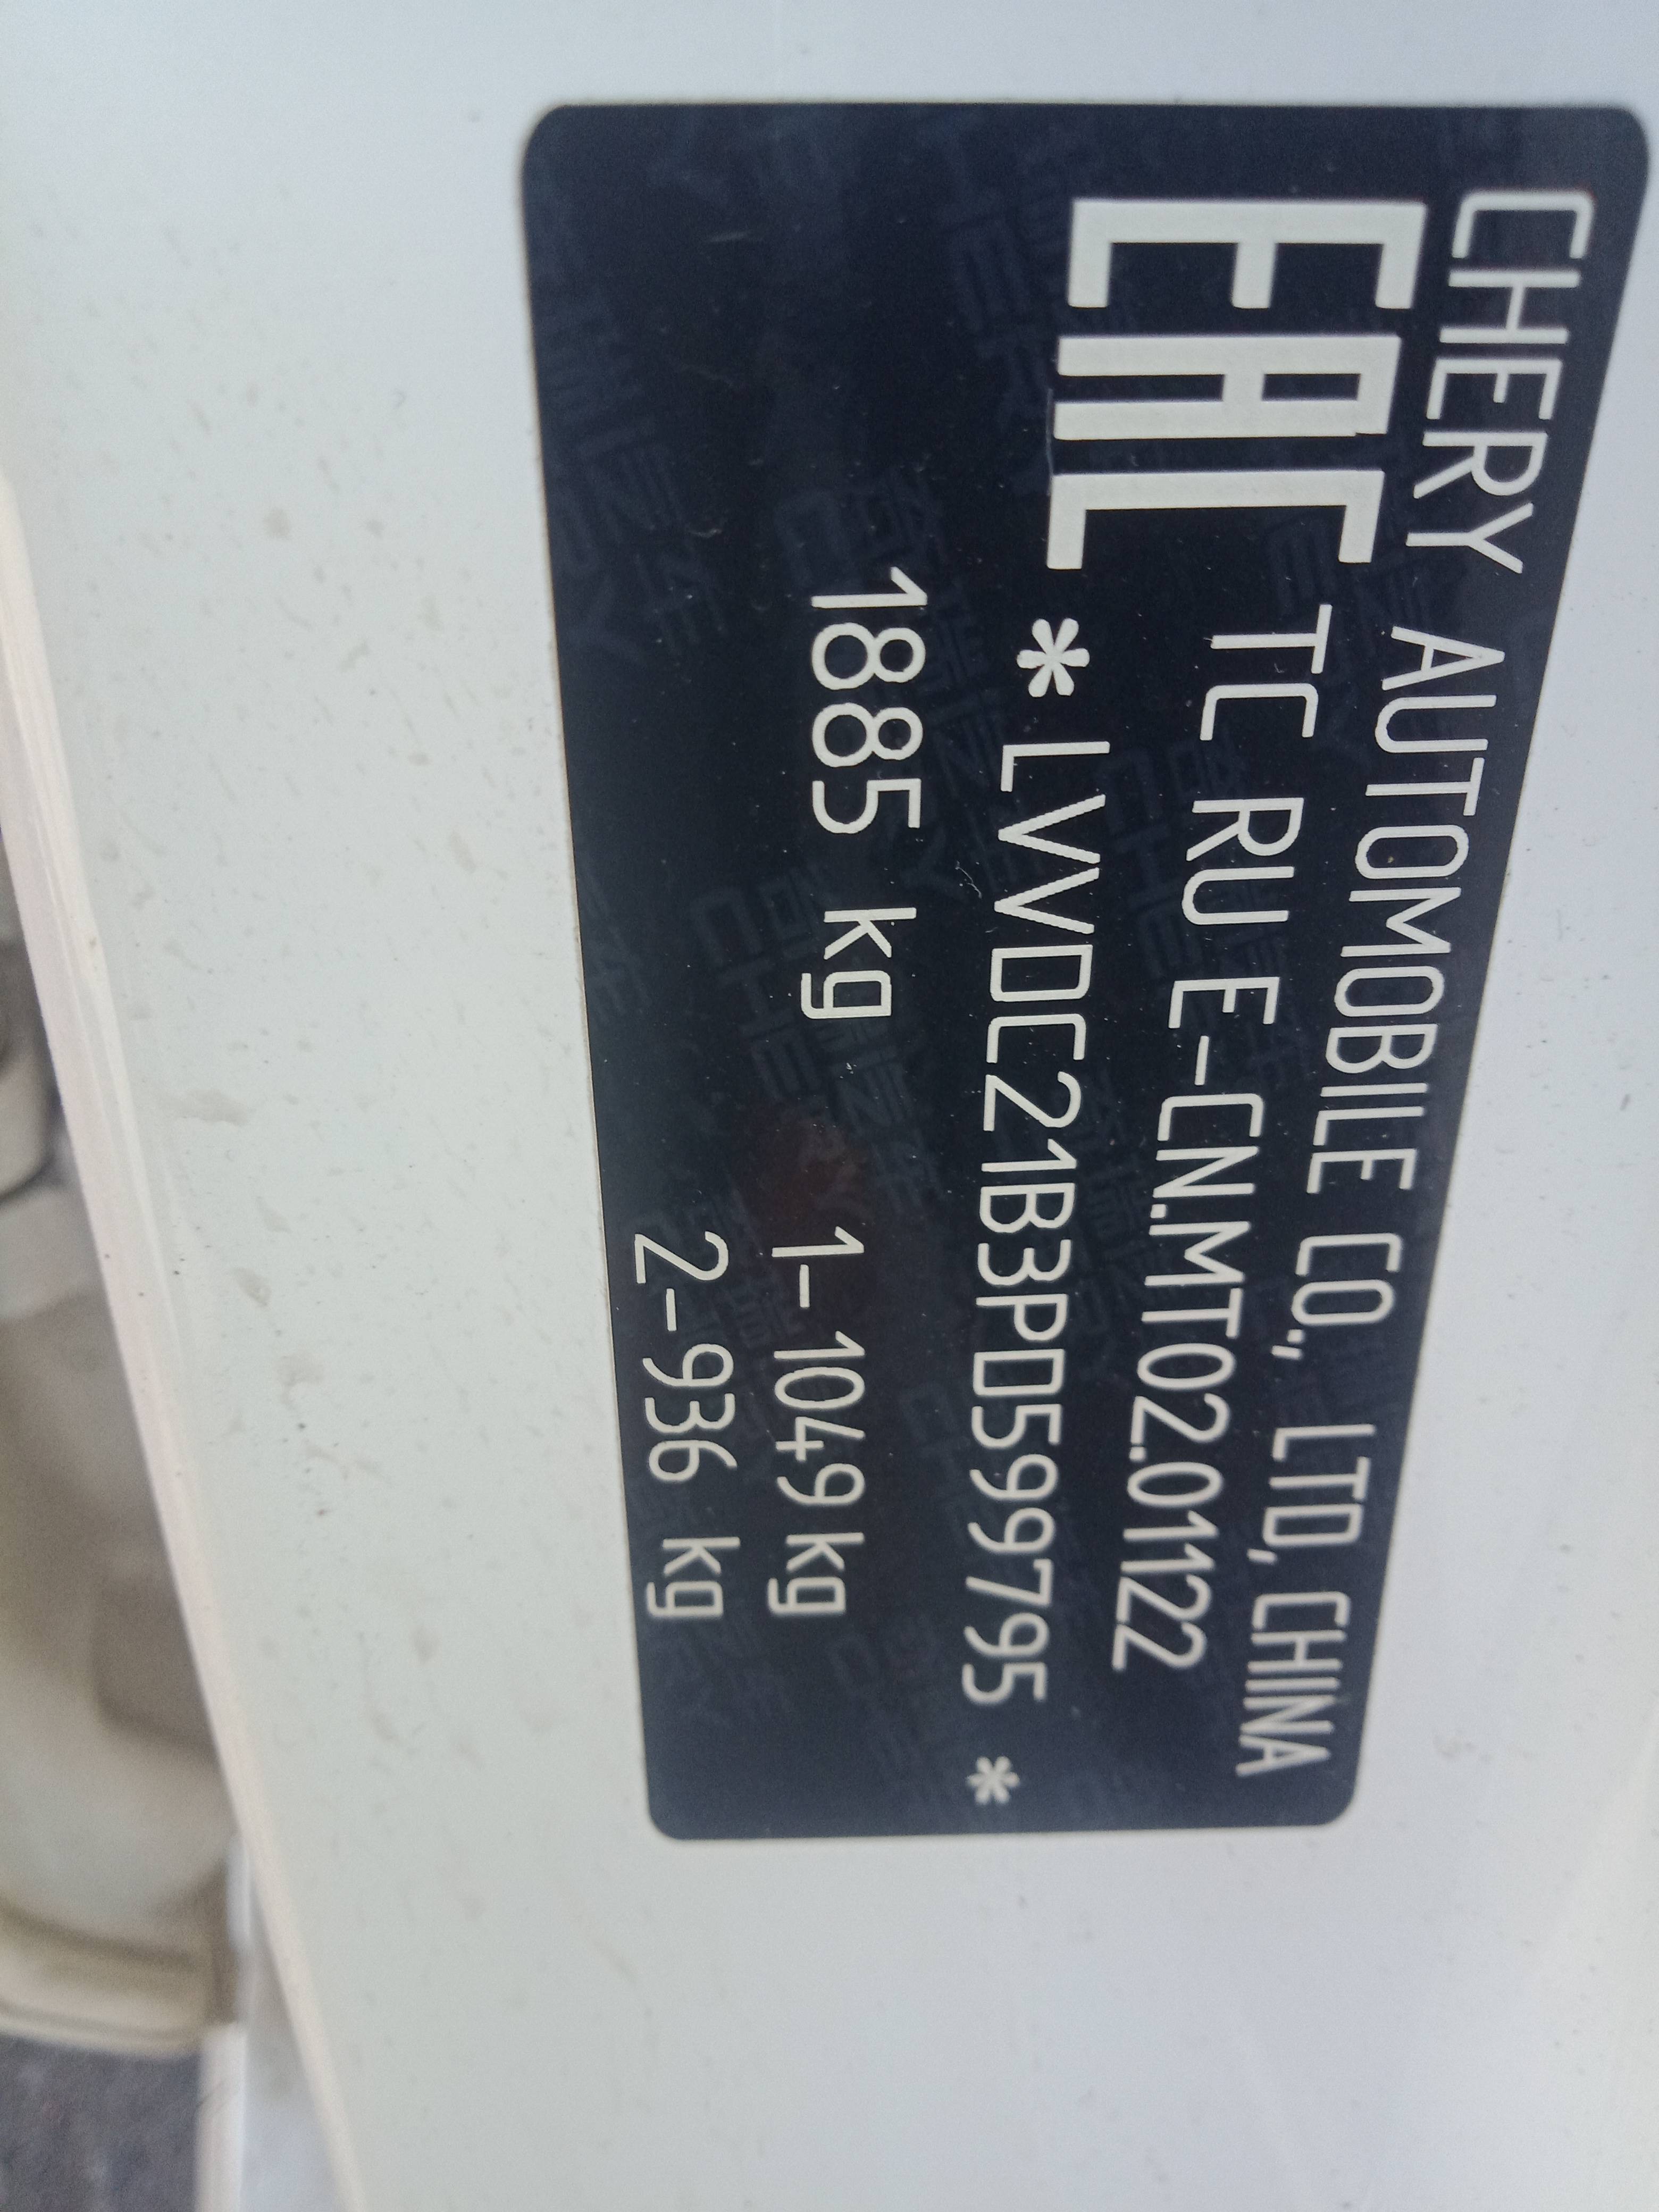 CHERY AUTOMOBILE CO., LTD, CHINA
EAC TC RU E-CN.MT02.01122
* LVVDC21B3PD599795 *
1885 kg
1-1049 kg
2-936 kg